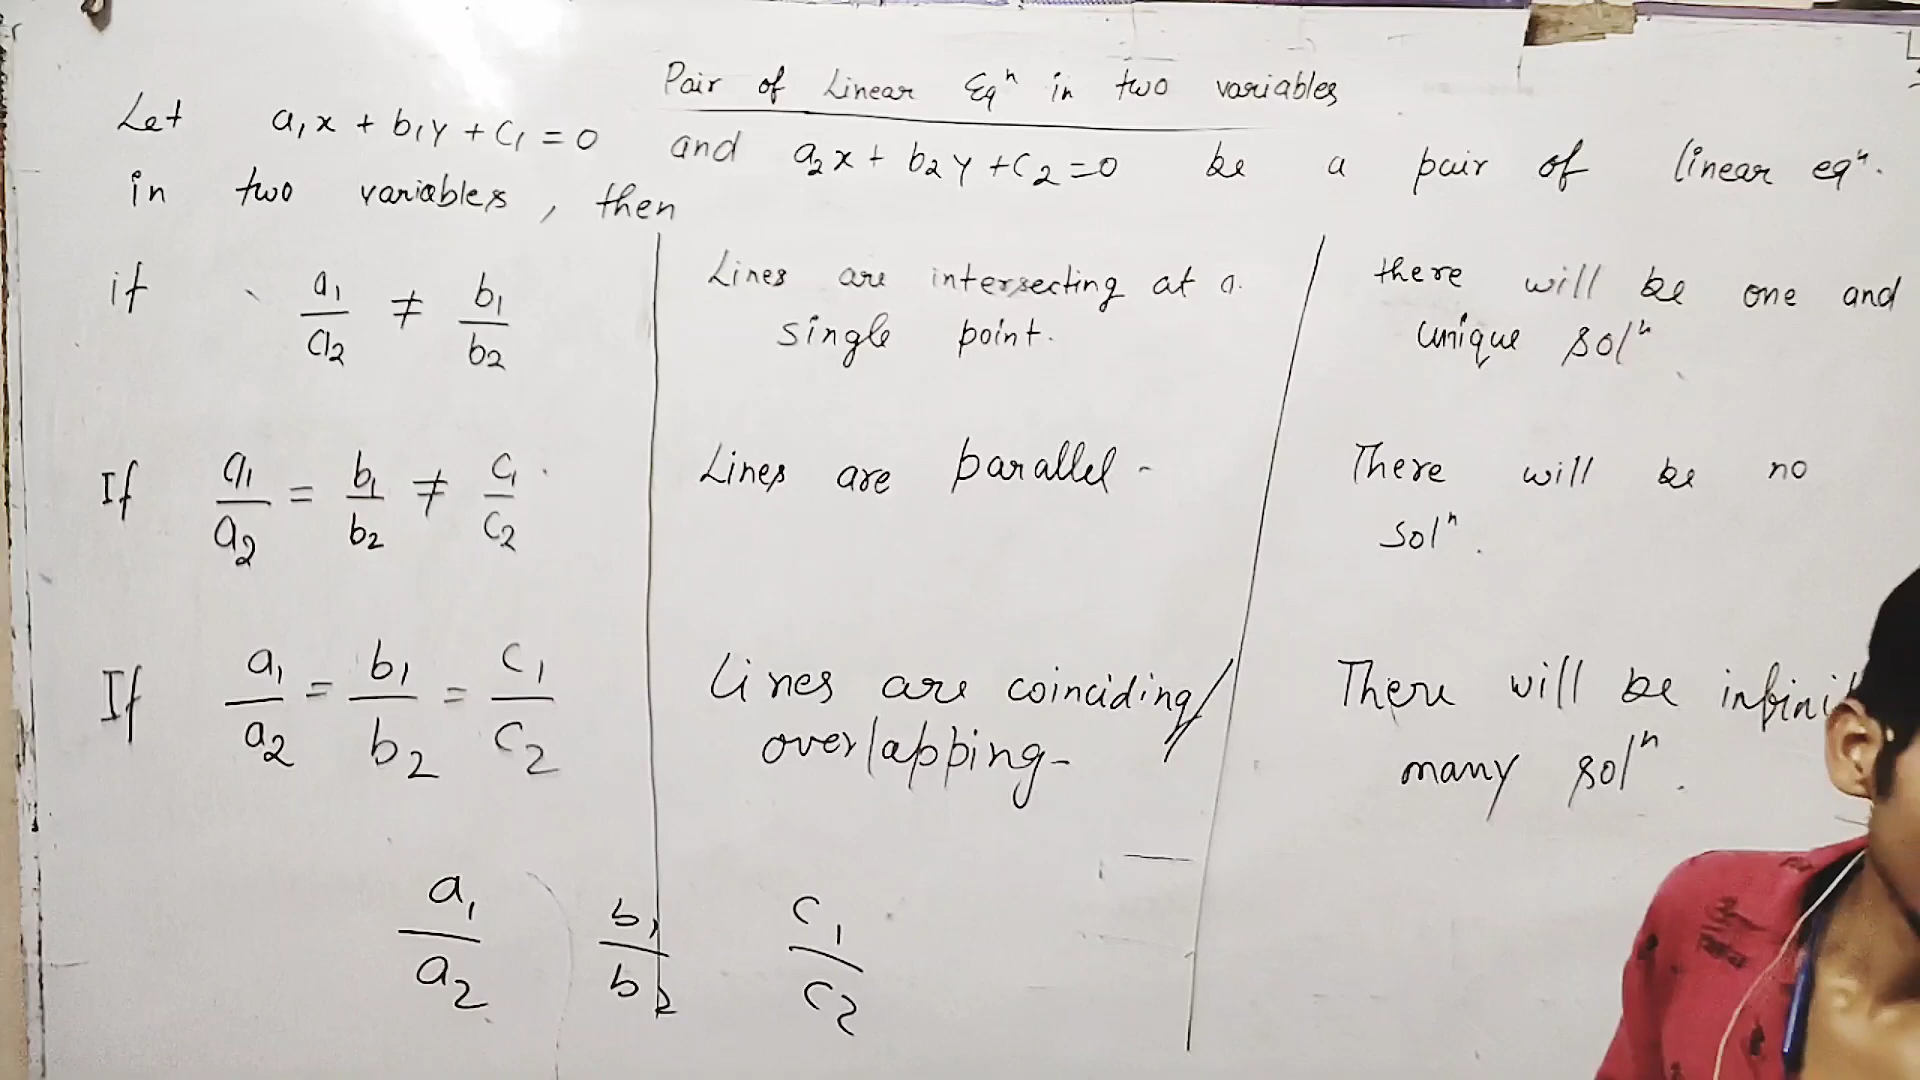 Pair of Linear Eqⁿ in two variables
Let a₁x + b₁y + c₁ = 0 and a₂x + b₂y + c₂ = 0 be a pair of linear eqⁿ.
in two variables, then
if a₁/a₂ ≠ b₁/b₂
Lines are intersecting at a
single point.
there will be one and
unique solⁿ.
If a₁/a₂ = b₁/b₂ ≠ c₁/c₂
Lines are parallel -
There will be no
solⁿ.
If a₁/a₂ = b₁/b₂ = c₁/c₂
Lines are coinciding/
overlapping-
There will be
many solⁿ.
a₁/a₂ b₁/b₂ c₁/c₂